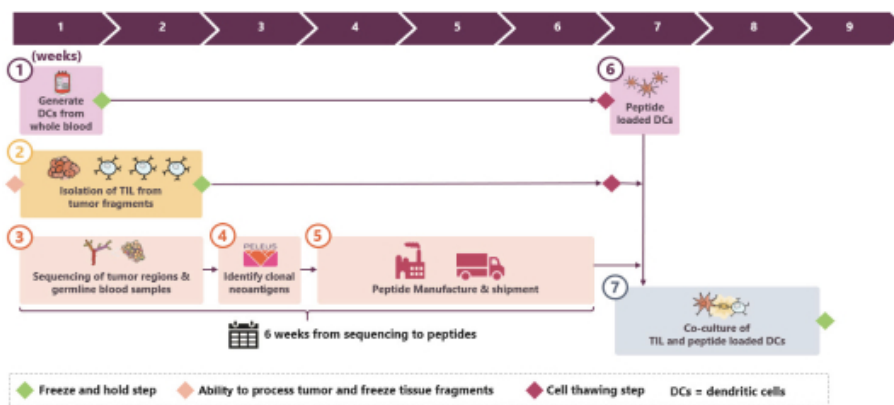 1 2 3 4 5 6 7 8 9
(weeks)
1
Generate
DCs from
whole blood
6
Peptide
loaded DCs
2
Isolation of TIL from
tumor fragments
3
Sequencing of tumor regions &
germline blood samples
4
PELEUS
Identify clonal
neoantigens
5
Peptide Manufacture & shipment
6 weeks from sequencing to peptides
7
Co-culture of
TIL and peptide loaded DCs
Freeze and hold step
Ability to process tumor and freeze tissue fragments
Cell thawing step
DCs = dendritic cells